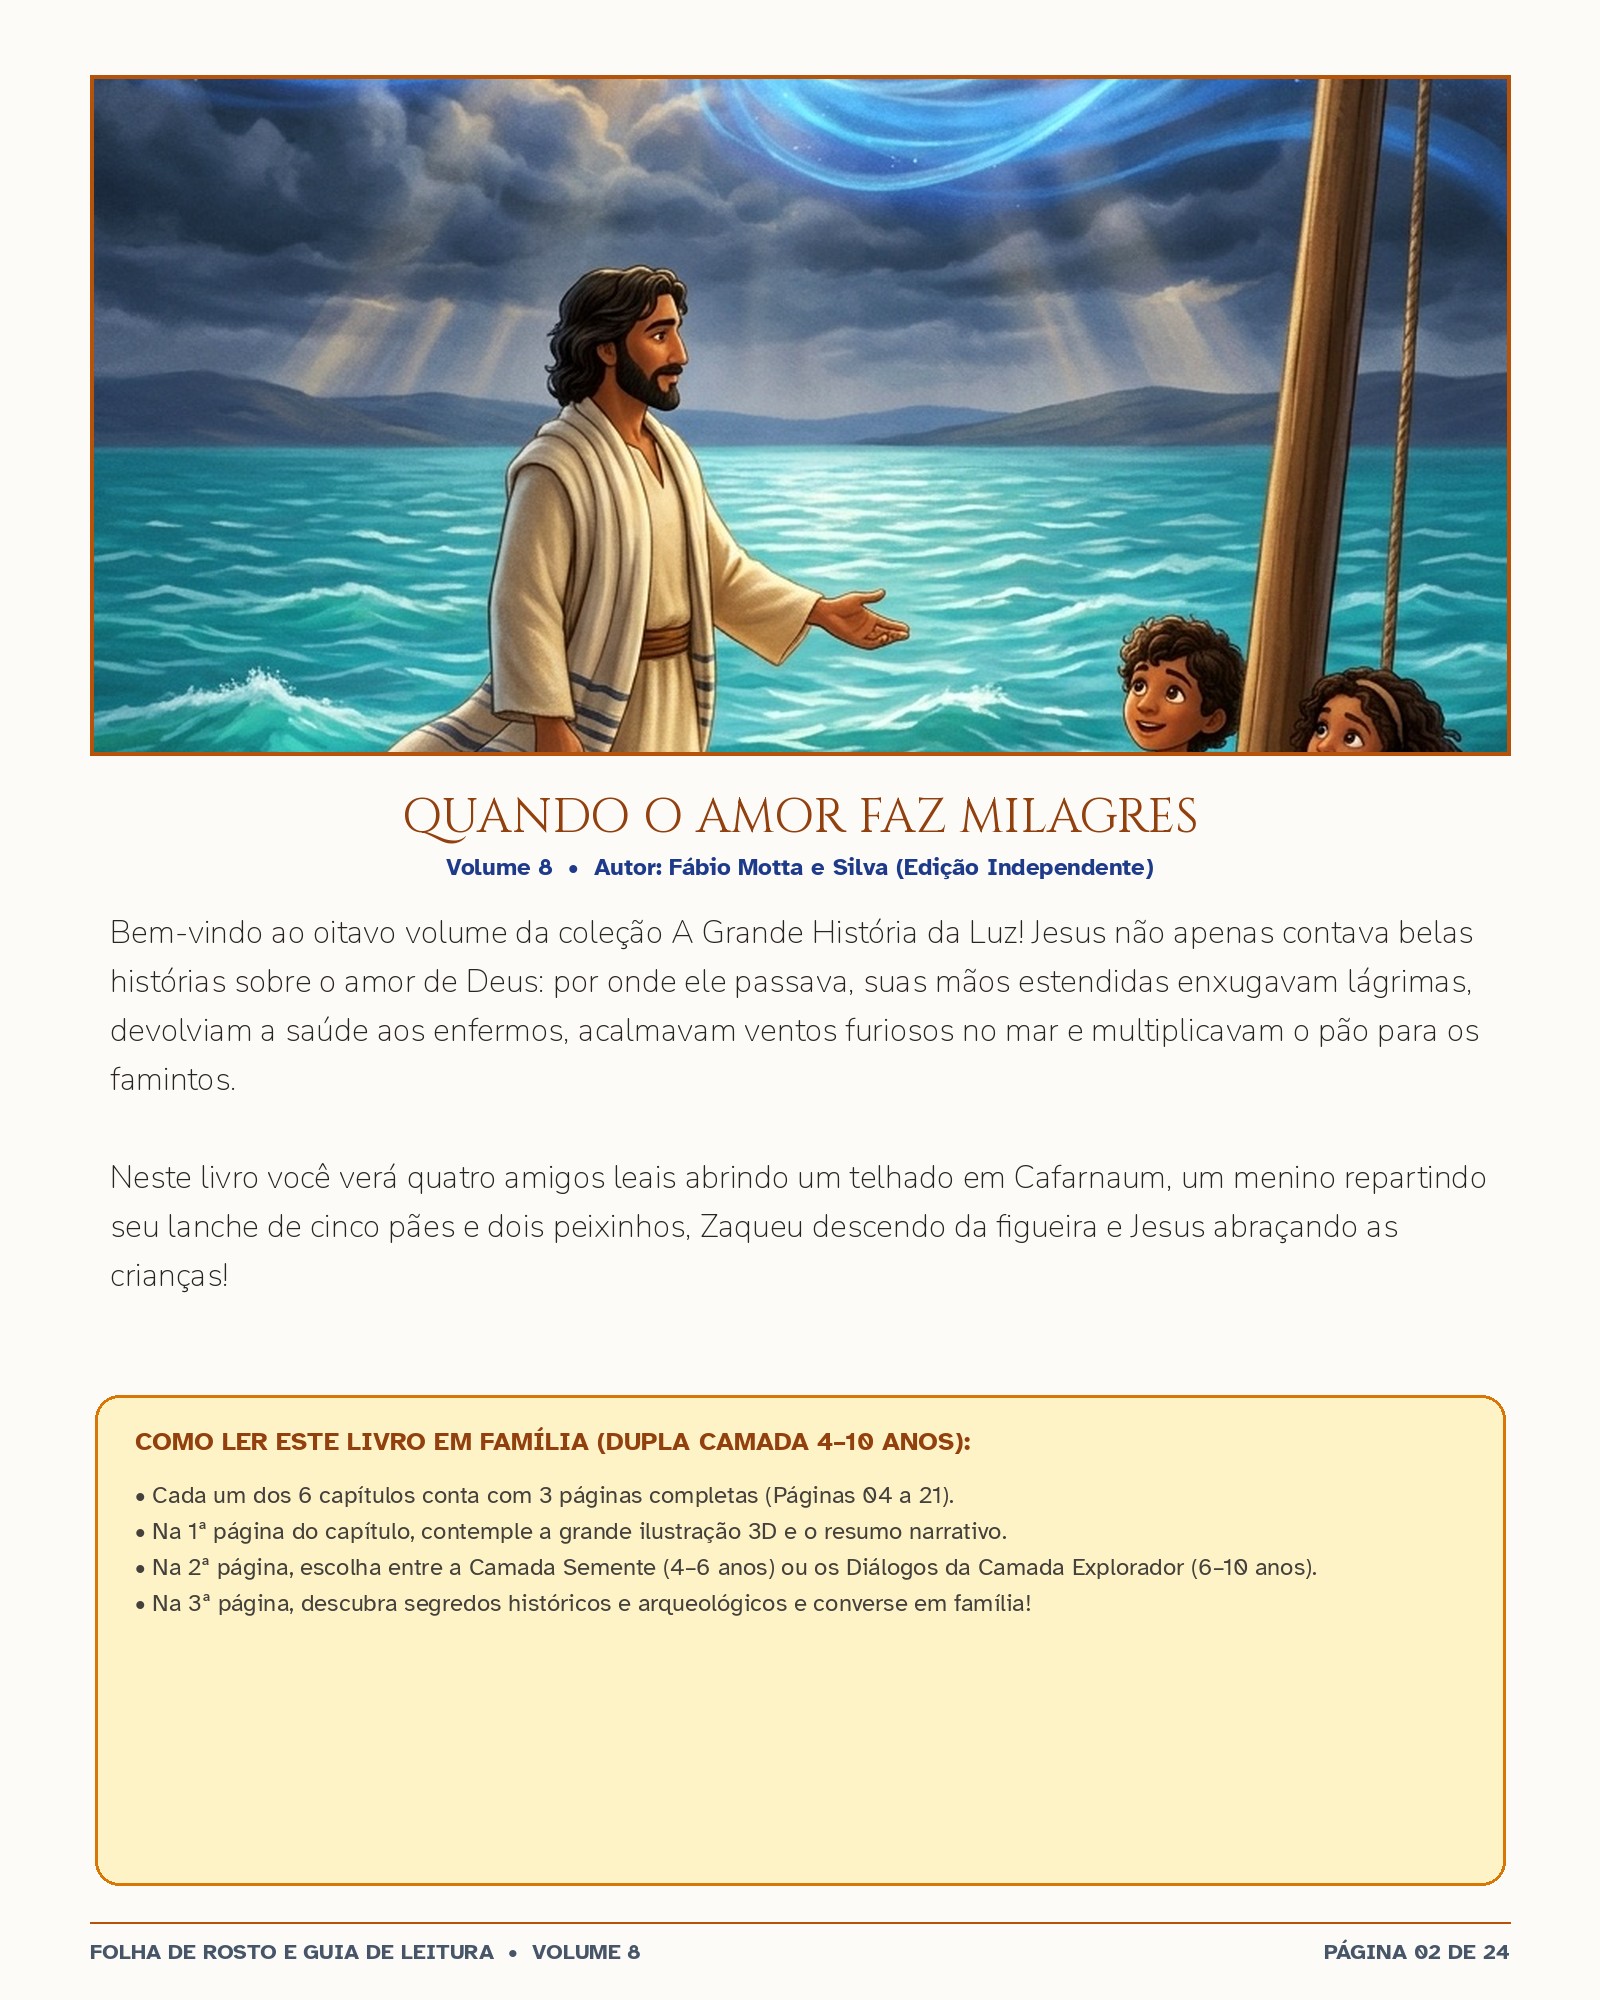 QUANDO O AMOR FAZ MILAGRES
Volume 8 • Autor: Fábio Motta e Silva (Edição Independente)
Bem-vindo ao oitavo volume da coleção A Grande História da Luz! Jesus não apenas contava belas
histórias sobre o amor de Deus: por onde ele passava, suas mãos estendidas enxugavam lágrimas,
devolviam a saúde aos enfermos, acalmavam ventos furiosos no mar e multiplicavam o pão para os
famintos.
Neste livro você verá quatro amigos leais abrindo um telhado em Cafarnaum, um menino repartindo
seu lanche de cinco pães e dois peixinhos, Zaqueu descendo da figueira e Jesus abraçando as
crianças!
COMO LER ESTE LIVRO EM FAMÍLIA (DUPLA CAMADA 4–10 ANOS):
• Cada um dos 6 capítulos conta com 3 páginas completas (Páginas 04 a 21).
• Na 1ª página do capítulo, contemple a grande ilustração 3D e o resumo narrativo.
• Na 2ª página, escolha entre a Camada Semente (4–6 anos) ou os Diálogos da Camada Explorador (6–10 anos).
• Na 3ª página, descubra segredos históricos e arqueológicos e converse em família!
FOLHA DE ROSTO E GUIA DE LEITURA • VOLUME 8
PÁGINA 02 DE 24